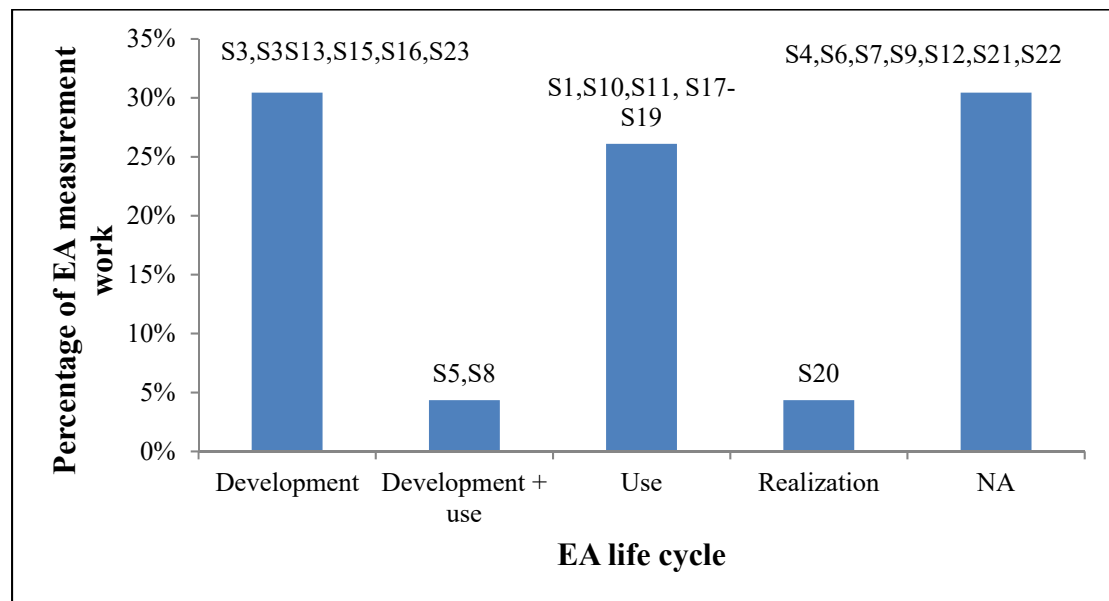 Percentage of EA measurement
work
35%
30%
25%
20%
15%
10%
5%
0%
S3,S3S13,S15,S16,S23
S5,S8
S1,S10,S11, S17-
S19
S20
S4,S6,S7,S9,S12,S21,S22
Development
Development +
use
Use
Realization
NA
EA life cycle